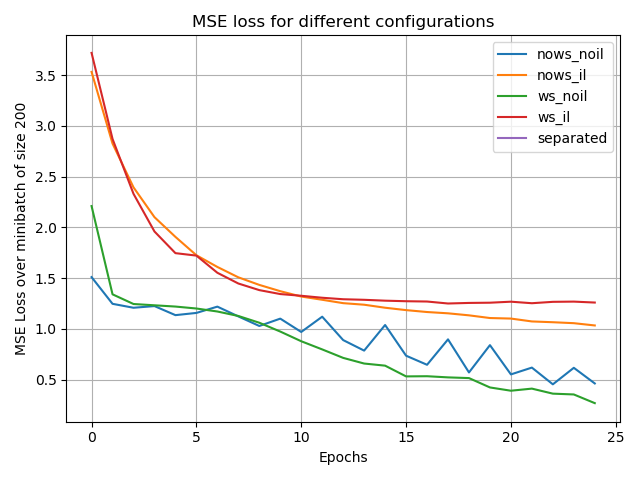 MSE loss for different configurations
MSE Loss over minibatch of size 200
3.5
3.0
2.5
2.0
1.5
1.0
0.5
nows_noil
nows_il
ws_noil
ws_il
separated
0 5 10 15 20 25
Epochs